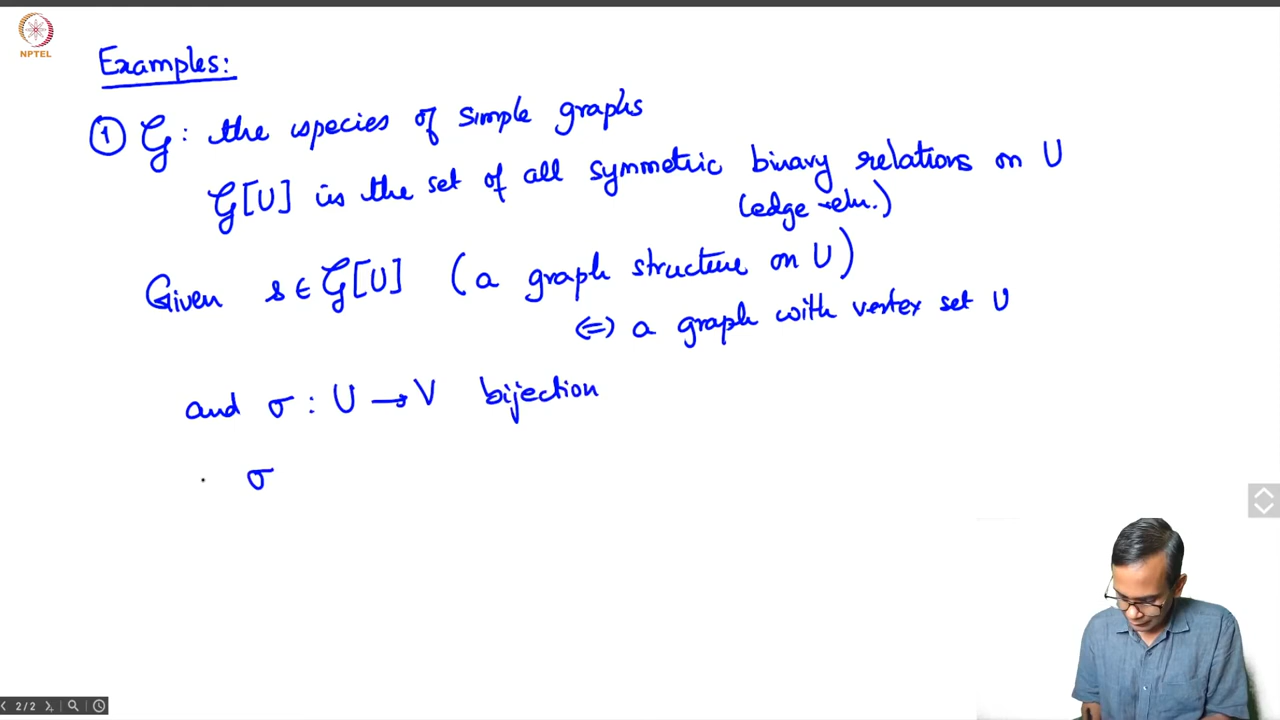 NPTEL
Examples:
① G: the species of simple graphs
G[U] is the set of all symmetric binary relations on U
(edge reln.)
Given s ∈ G[U] (a graph structure on U)
⇔ a graph with vertex set U
and σ : U → V bijection
σ
2/2